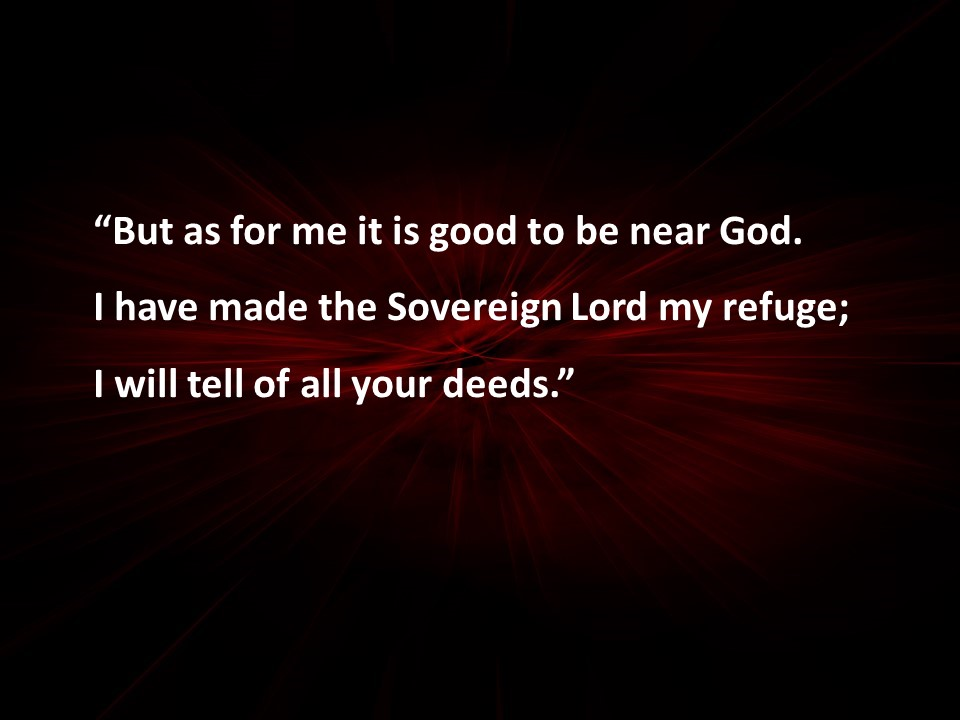 “But as for me it is good to be near God.
I have made the Sovereign Lord my refuge;
I will tell of all your deeds.”